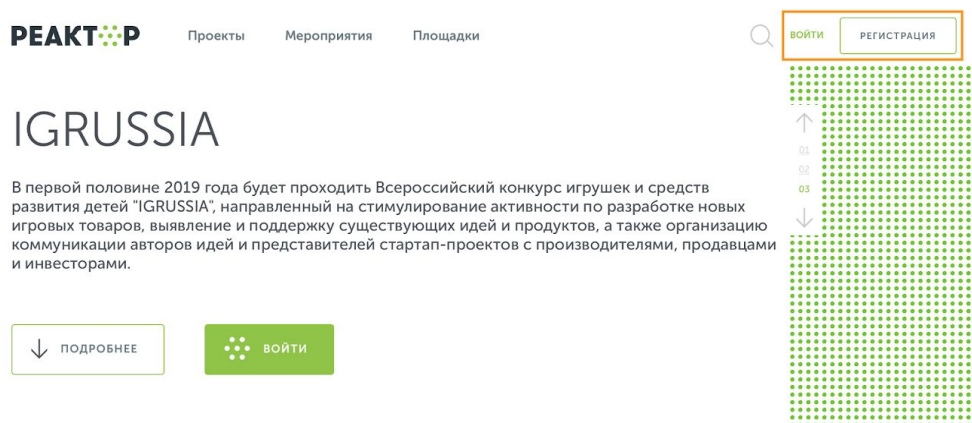 РЕАКТОР
Проекты Мероприятия Площадки
ВОЙТИ РЕГИСТРАЦИЯ
IGRUSSIA
В первой половине 2019 года будет проходить Всероссийский конкурс игрушек и средств
развития детей "IGRUSSIA", направленный на стимулирование активности по разработке новых
игровых товаров, выявление и поддержку существующих идей и продуктов, а также организацию
коммуникации авторов идей и представителей стартап-проектов с производителями, продавцами
и инвесторами.
01
02
03
ПОДРОБНЕЕ ВОЙТИ